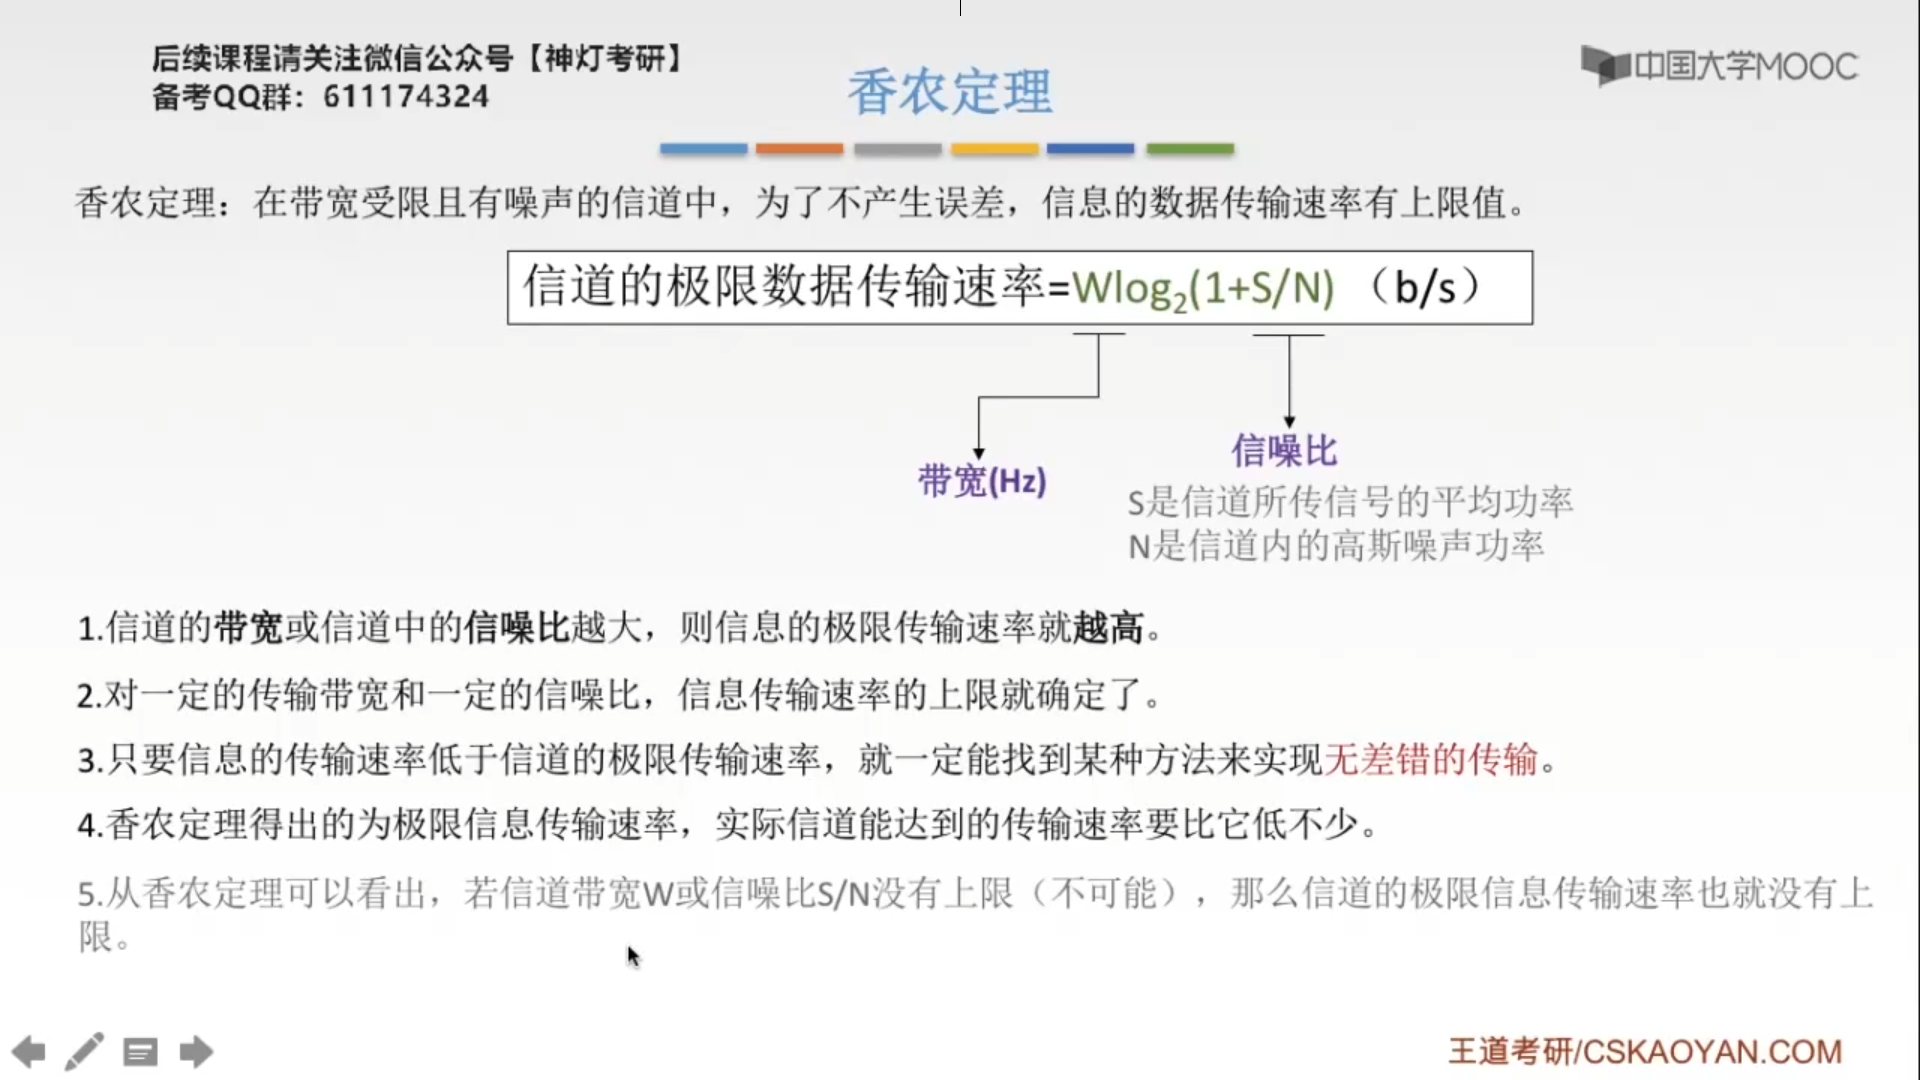 后续课程请关注微信公众号【神灯考研】
备考QQ群：611174324
中国大学MOOC
香农定理
香农定理：在带宽受限且有噪声的信道中，为了不产生误差，信息的数据传输速率有上限值。
信道的极限数据传输速率=Wlog₂(1+S/N) （b/s）
信噪比
带宽(Hz)
S是信道所传信号的平均功率
N是信道内的高斯噪声功率
1.信道的带宽或信道中的信噪比越大，则信息的极限传输速率就越高。
2.对一定的传输带宽和一定的信噪比，信息传输速率的上限就确定了。
3.只要信息的传输速率低于信道的极限传输速率，就一定能找到某种方法来实现无差错的传输。
4.香农定理得出的为极限信息传输速率，实际信道能达到的传输速率要比它低不少。
5.从香农定理可以看出，若信道带宽W或信噪比S/N没有上限（不可能），那么信道的极限信息传输速率也就没有上
限。
王道考研/CSKAOYAN.COM